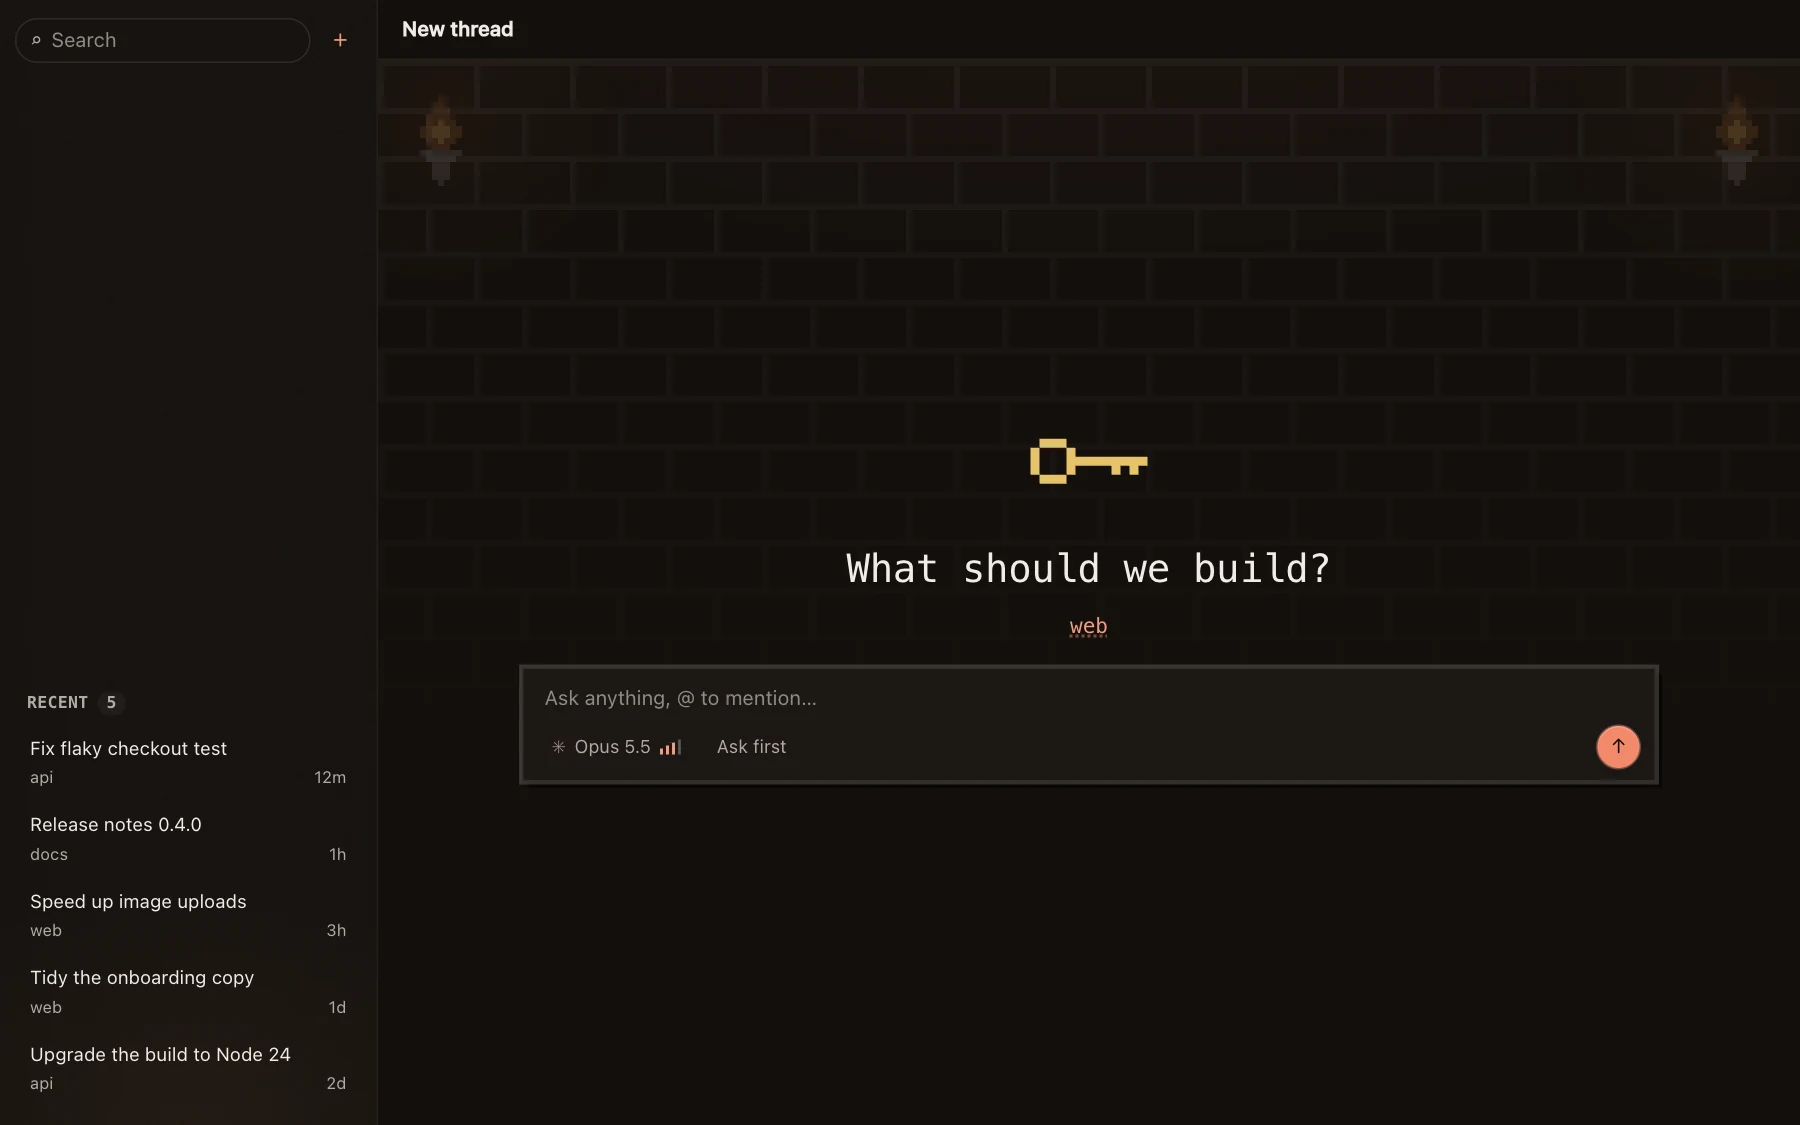 Search
+
New thread
What should we build?
web
Ask anything, @ to mention...
Opus 5.5
Ask first
RECENT 5
Fix flaky checkout test
api 12m
Release notes 0.4.0
docs 1h
Speed up image uploads
web 3h
Tidy the onboarding copy
web 1d
Upgrade the build to Node 24
api 2d